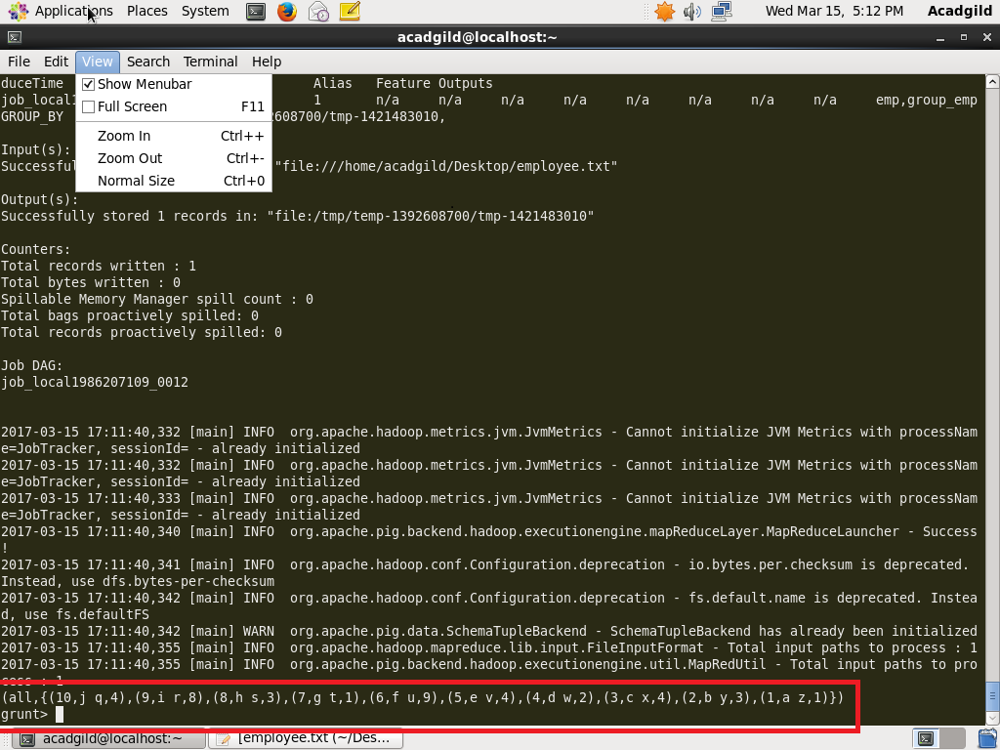 Applications Places System Wed Mar 15, 5:12 PM Acadgild
acadgild@localhost:~
File Edit View Search Terminal Help
Show Menubar
Full Screen F11
Zoom In Ctrl++
Zoom Out Ctrl+-
Normal Size Ctrl+0
duceTime Alias Feature Outputs
job_local1 1 n/a n/a n/a n/a n/a n/a n/a n/a emp,group_emp
GROUP_BY 608700/tmp-1421483010,
Input(s):
Successful "file:///home/acadgild/Desktop/employee.txt"
Output(s):
Successfully stored 1 records in: "file:/tmp/temp-1392608700/tmp-1421483010"
Counters:
Total records written : 1
Total bytes written : 0
Spillable Memory Manager spill count : 0
Total bags proactively spilled: 0
Total records proactively spilled: 0
Job DAG:
job_local1986207109_0012
2017-03-15 17:11:40,332 [main] INFO  org.apache.hadoop.metrics.jvm.JvmMetrics - Cannot initialize JVM Metrics with processNam
e=JobTracker, sessionId= - already initialized
2017-03-15 17:11:40,332 [main] INFO  org.apache.hadoop.metrics.jvm.JvmMetrics - Cannot initialize JVM Metrics with processNam
e=JobTracker, sessionId= - already initialized
2017-03-15 17:11:40,333 [main] INFO  org.apache.hadoop.metrics.jvm.JvmMetrics - Cannot initialize JVM Metrics with processNam
e=JobTracker, sessionId= - already initialized
2017-03-15 17:11:40,340 [main] INFO  org.apache.pig.backend.hadoop.executionengine.mapReduceLayer.MapReduceLauncher - Success
!
2017-03-15 17:11:40,341 [main] INFO  org.apache.hadoop.conf.Configuration.deprecation - io.bytes.per.checksum is deprecated.
Instead, use dfs.bytes-per-checksum
2017-03-15 17:11:40,342 [main] INFO  org.apache.hadoop.conf.Configuration.deprecation - fs.default.name is deprecated. Instea
d, use fs.defaultFS
2017-03-15 17:11:40,342 [main] WARN  org.apache.pig.data.SchemaTupleBackend - SchemaTupleBackend has already been initialized
2017-03-15 17:11:40,355 [main] INFO  org.apache.hadoop.mapreduce.lib.input.FileInputFormat - Total input paths to process : 1
2017-03-15 17:11:40,355 [main] INFO  org.apache.pig.backend.hadoop.executionengine.util.MapRedUtil - Total input paths to pro
cess : 1
(all,{(10,j q,4),(9,i r,8),(8,h s,3),(7,g t,1),(6,f u,9),(5,e v,4),(4,d w,2),(3,c x,4),(2,b y,3),(1,a z,1)})
grunt>
acadgild@localhost:~ [employee.txt (~/Des...